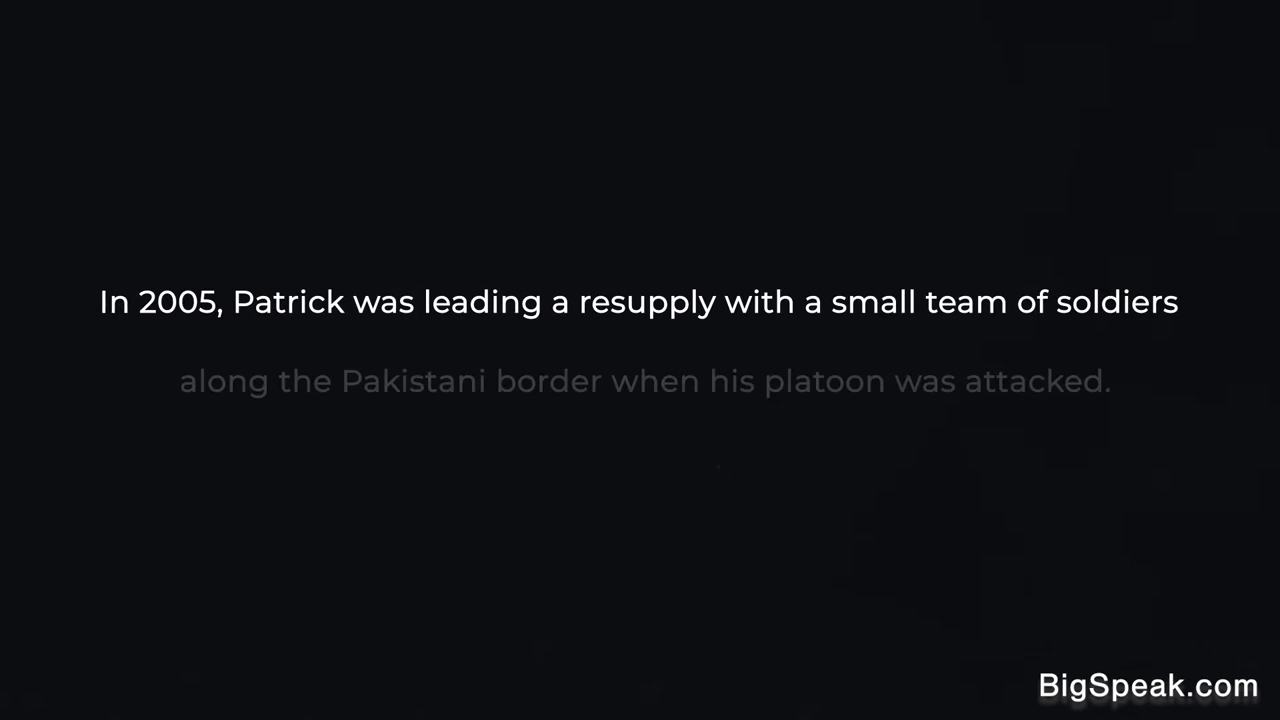 In 2005, Patrick was leading a resupply with a small team of soldiers
along the Pakistani border when his platoon was attacked.
BigSpeak.com